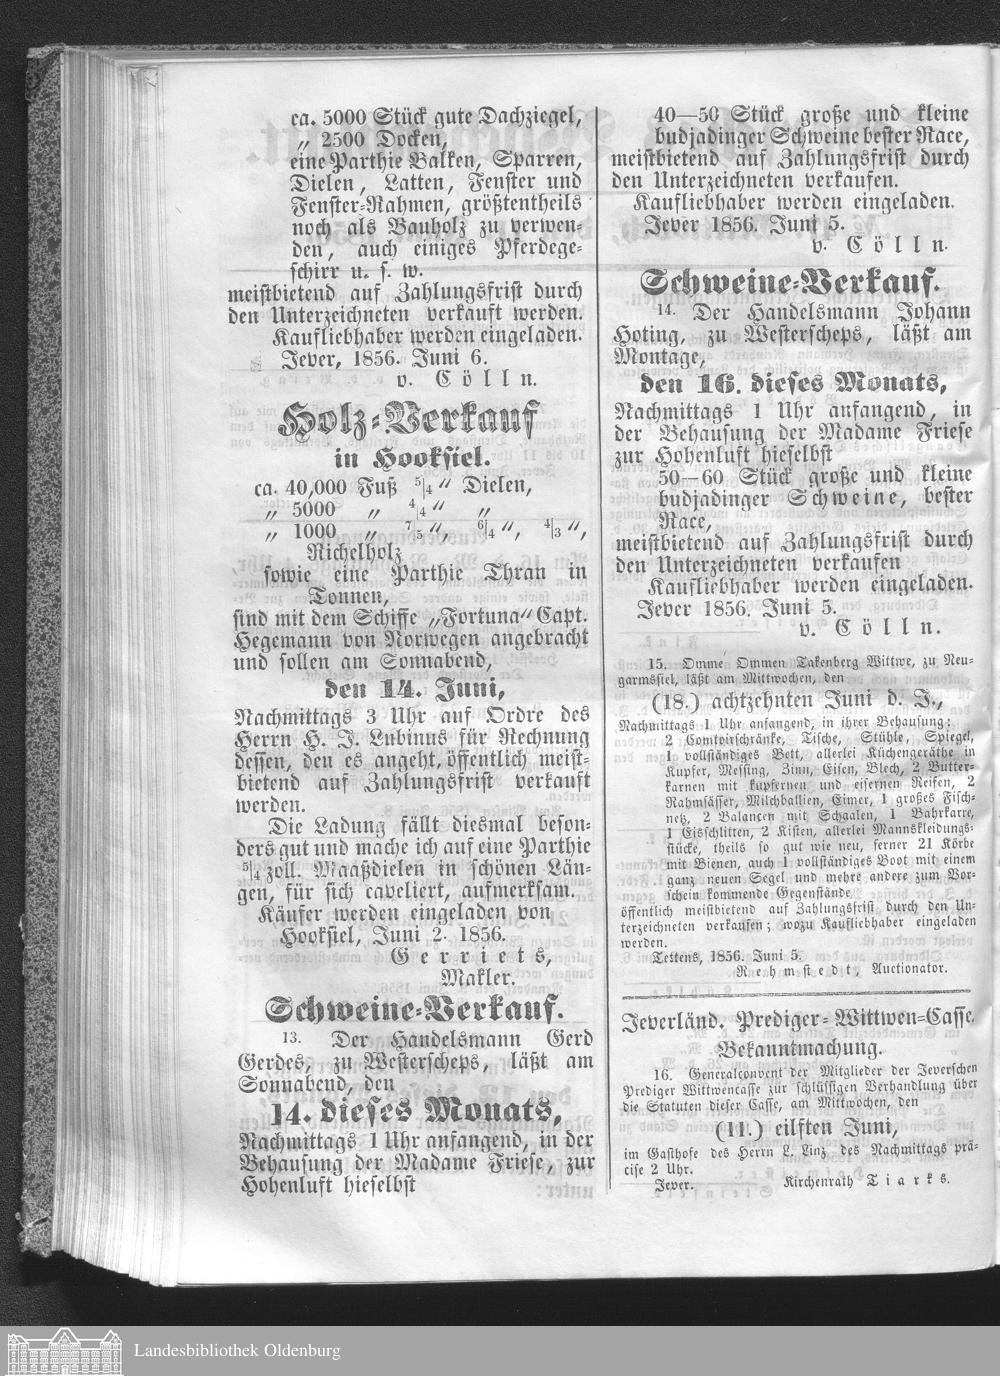 ca. 5000 Stück gute Dachziegel,
„ 2500 Docken,
eine Parthie Balken, Sparren,
Dielen, Latten, Fenster und
Fenster-Rahmen, größtentheils
noch als Bauholz zu verwen-
den, auch einiges Pferdege-
schirr u. s. w.
meistbietend auf Zahlungsfrist durch
den Unterzeichneten verkauft werden.
Kaufliebhaber werden eingeladen.
Jever, 1856. Juni 6.
v. Cölln.
Holz-Verkauf
in Hooksiel.
ca. 40,000 Fuß 5/4“ Dielen,
„ 5000 „ 4/4“ „
„ 1000 „ 7/5“, 6/4“, 4/3“,
Richelholz
sowie eine Parthie Thran in
Tonnen,
sind mit dem Schiffe „Fortuna“ Capt.
Hegemann von Norwegen angebracht
und sollen am Sonnabend,
den 14. Juni,
Nachmittags 3 Uhr auf Ordre des
Herrn H. J. Lubinus für Rechnung
dessen, den es angeht, öffentlich meist-
bietend auf Zahlungsfrist verkauft
werden.
Die Ladung fällt diesmal beson-
ders gut und mache ich auf eine Parthie
5/4 zoll. Maaßdielen in schönen Län-
gen, für sich caveliert, aufmerksam.
Käufer werden eingeladen von
Hooksiel, Juni 2. 1856.
Gerriets,
Makler.
Schweine-Verkauf.
13. Der Handelsmann Gerd
Gerdes, zu Westerscheps, läßt am
Sonnabend, den
14. dieses Monats,
Nachmittags 1 Uhr anfangend, in der
Behausung der Madame Friese, zur
Hohenluft hieselbst
40—50 Stück große und kleine
budjadinger Schweine bester Race,
meistbietend auf Zahlungsfrist durch
den Unterzeichneten verkaufen.
Kaufliebhaber werden eingeladen.
Jever 1856. Juni 5.
v. Cölln.
Schweine-Verkauf.
14. Der Handelsmann Johann
Hoting, zu Westerscheps, läßt am
Montage,
den 16. dieses Monats,
Nachmittags 1 Uhr anfangend, in
der Behausung der Madame Friese
zur Hohenluft hieselbst
50—60 Stück große und kleine
budjadinger Schweine, bester
Race,
meistbietend auf Zahlungsfrist durch
den Unterzeichneten verkaufen
Kaufliebhaber werden eingeladen.
Jever 1856. Juni 5.
v. Cölln.
15. Omme Ommen Takenberg Wittwe, zu Neu-
garmssiel, läßt am Mittwochen, den
(18.) achtzehnten Juni d. J.,
Nachmittags 1 Uhr anfangend, in ihrer Behausung:
2 Comtoirschränke, Tische, Stühle, Spiegel,
1 vollständiges Bett, allerlei Küchengeräthe in
Kupfer, Messing, Zinn, Eisen, Blech, 2 Butter-
karnen mit kupfernen und eisernen Reifen, 2
Rahmfässer, Milchballien, Eimer, 1 großes Fisch-
netz, 2 Balancen mit Schaalen, 1 Bahrkarre,
1 Eisschlitten, 2 Kisten, allerlei Mannskleidungs-
stücke, theils so gut wie neu, ferner 21 Körbe
mit Bienen, auch 1 vollständiges Boot mit einem
ganz neuen Segel und mehre andere zum Vor-
schein kommende Gegenstände
öffentlich meistbietend auf Zahlungsfrist durch den Un-
terzeichneten verkaufen; wozu Kaufliebhaber eingeladen
werden.
Tettens, 1856. Juni 5.
Rehmstedt, Auctionator.
Jeverländ. Prediger-Wittwen-Casse.
Bekanntmachung.
16. Generalconvent der Mitglieder der Jeverschen
Prediger Wittwencasse zur schlüssigen Verhandlung über
die Statuten dieser Casse, am Mittwochen, den
(11.) eilften Juni,
im Gasthofe des Herrn L. Linz des Nachmittags prä-
cise 2 Uhr.
Jever. Kirchenrath Tiarks.
Landesbibliothek Oldenburg